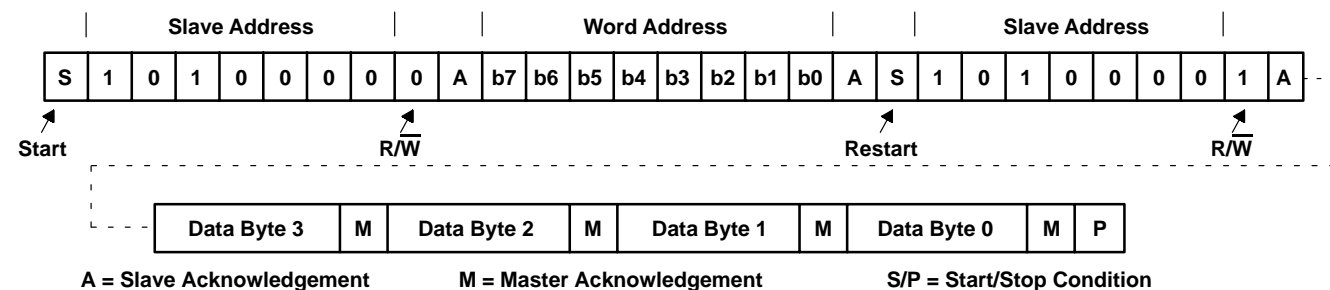 Slave Address Word Address Slave Address
S 1 0 1 0 0 0 0 0 A b7 b6 b5 b4 b3 b2 b1 b0 A S 1 0 1 0 0 0 0 1 A
Start R/W Restart R/W
Data Byte 3 M Data Byte 2 M Data Byte 1 M Data Byte 0 M P
A = Slave Acknowledgement M = Master Acknowledgement S/P = Start/Stop Condition